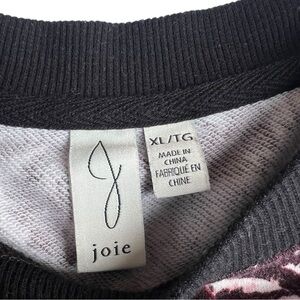 joie
XL/TG
MADE IN
CHINA
FABRIQUÉ EN
CHINE